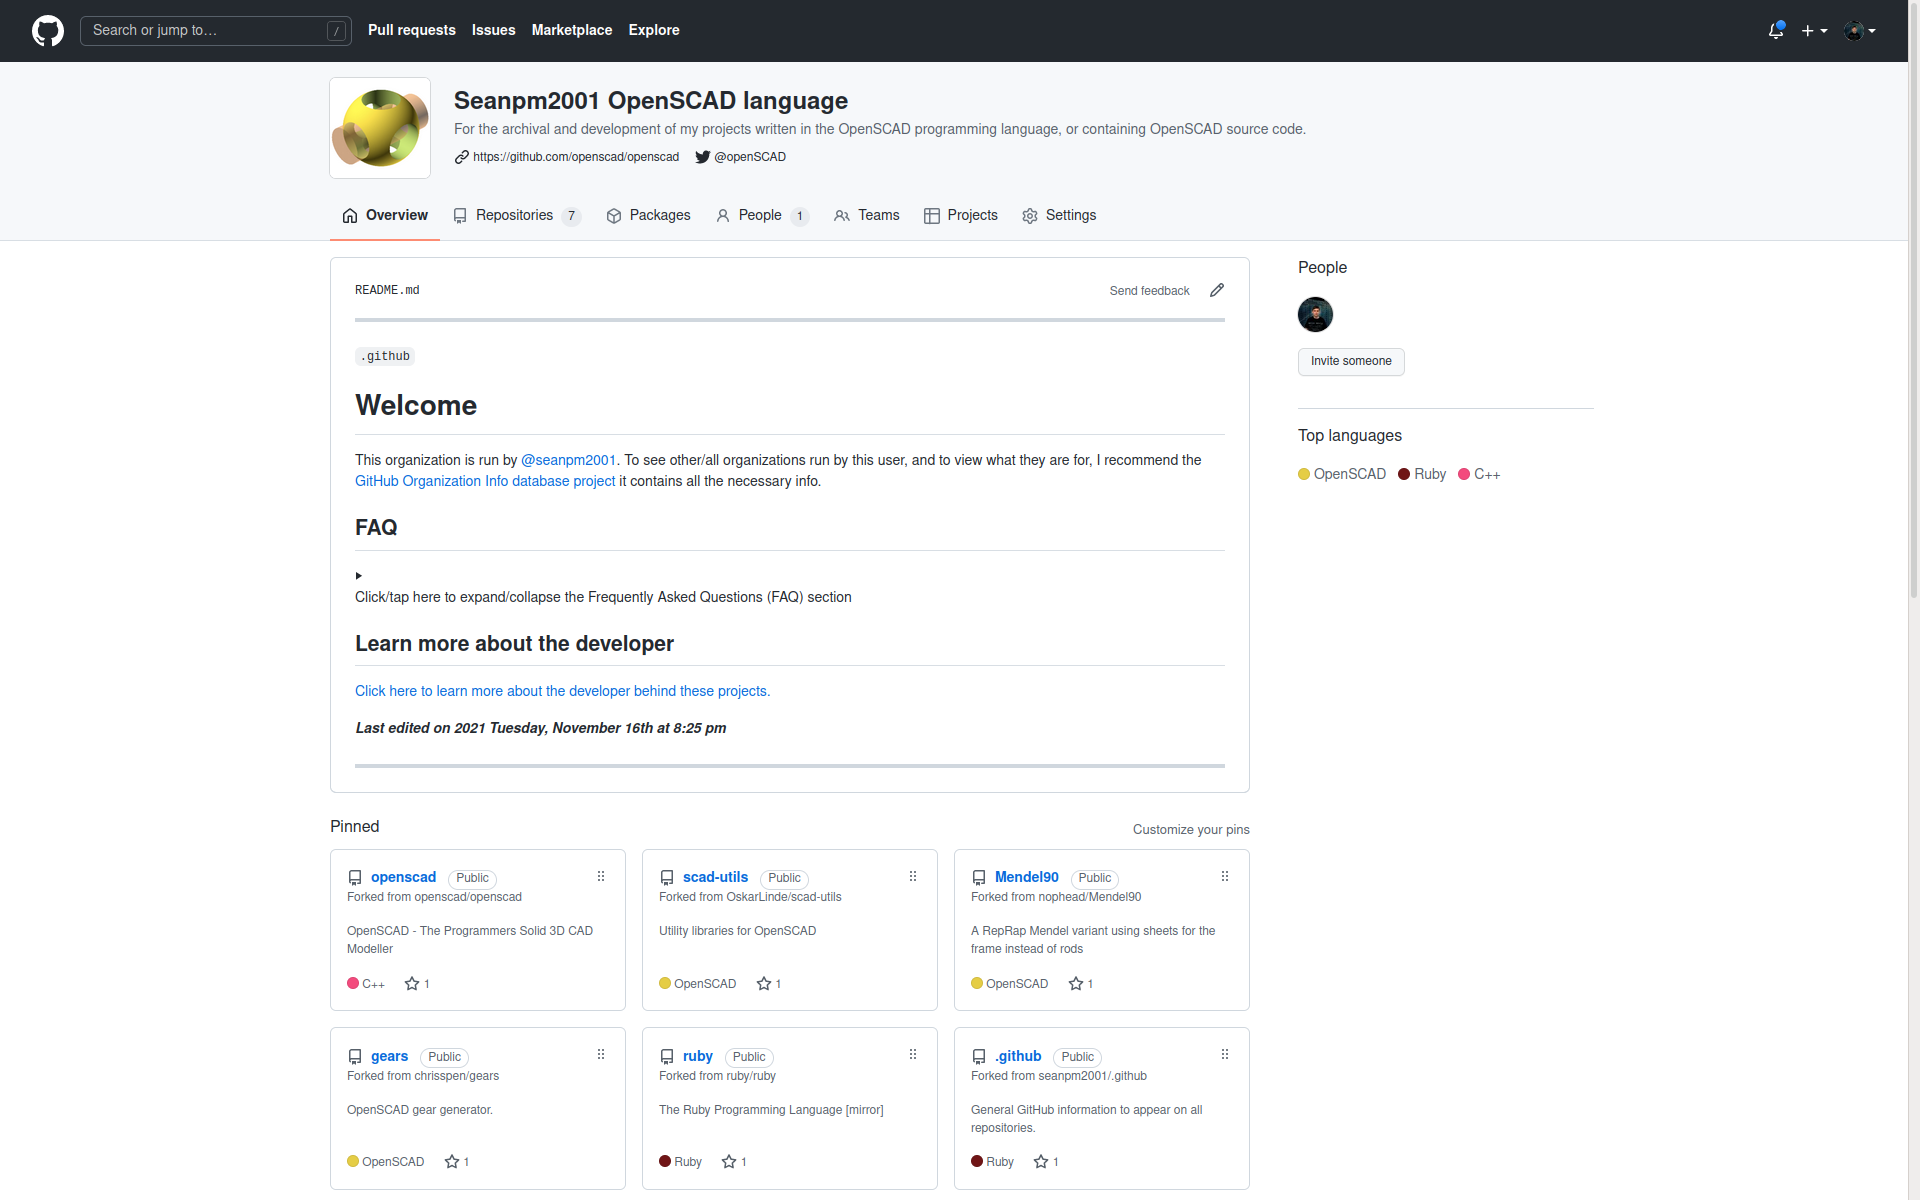 Search or jump to… /
Pull requests
Issues
Marketplace
Explore
Seanpm2001 OpenSCAD language
For the archival and development of my projects written in the OpenSCAD programming language, or containing OpenSCAD source code.
https://github.com/openscad/openscad @openSCAD
Overview
Repositories 7
Packages
People 1
Teams
Projects
Settings
README.md
Send feedback
.github
Welcome
This organization is run by @seanpm2001. To see other/all organizations run by this user, and to view what they are for, I recommend the
GitHub Organization Info database project it contains all the necessary info.
FAQ
Click/tap here to expand/collapse the Frequently Asked Questions (FAQ) section
Learn more about the developer
Click here to learn more about the developer behind these projects.
Last edited on 2021 Tuesday, November 16th at 8:25 pm
People
Invite someone
Top languages
OpenSCAD Ruby C++
Pinned
Customize your pins
openscad Public
Forked from openscad/openscad
OpenSCAD - The Programmers Solid 3D CAD
Modeller
C++ 1
scad-utils Public
Forked from OskarLinde/scad-utils
Utility libraries for OpenSCAD
OpenSCAD 1
Mendel90 Public
Forked from nophead/Mendel90
A RepRap Mendel variant using sheets for the
frame instead of rods
OpenSCAD 1
gears Public
Forked from chrisspen/gears
OpenSCAD gear generator.
OpenSCAD 1
ruby Public
Forked from ruby/ruby
The Ruby Programming Language [mirror]
Ruby 1
.github Public
Forked from seanpm2001/.github
General GitHub information to appear on all
repositories.
Ruby 1